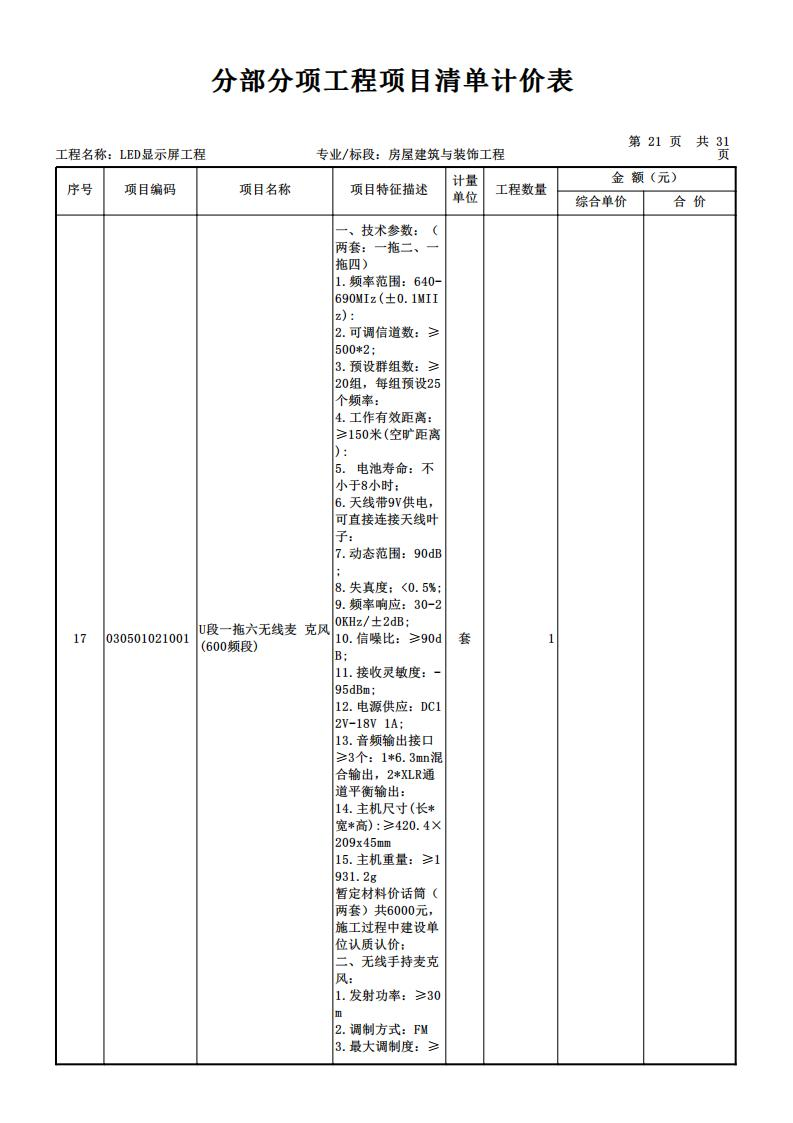 分部分项工程项目清单计价表
第 21 页 共 31
工程名称：LED显示屏工程 专业/标段：房屋建筑与装饰工程 页
序号 项目编码 项目名称 项目特征描述 计量
单位 工程数量 金 额（元）
综合单价 合 价
一、技术参数：（
两套：一拖二、一
拖四）
1.频率范围：640-
690MIz(±0.1MII
z):
2.可调信道数：≥
500*2;
3.预设群组数：≥
20组，每组预设25
个频率:
4.工作有效距离：
≥150米(空旷距离
):
5. 电池寿命：不
小于8小时;
6.天线带9V供电，
可直接连接天线叶
子:
7.动态范围：90dB
;
8.失真度；<0.5%;
9.频率响应：30-2
0KHz/±2dB;
17 030501021001 U段一拖六无线麦 克风
(600频段) 10.信噪比：≥90d 套 1
B;
11.接收灵敏度：-
95dBm;
12.电源供应：DC1
2V-18V 1A;
13.音频输出接口
≥3个：1*6.3mn混
合输出，2*XLR通
道平衡输出:
14.主机尺寸(长*
宽*高):≥420.4×
209x45mm
15.主机重量：≥1
931.2g
暂定材料价话筒（
两套）共6000元，
施工过程中建设单
位认质认价;
二、无线手持麦克
风:
1.发射功率：≥30
m
2.调制方式：FM
3.最大调制度：≥